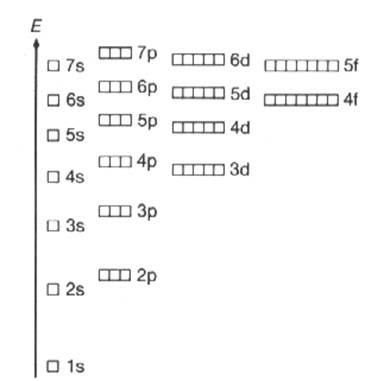 E
7s 7p 6d 5f
6s 6p 5d 4f
5s 5p 4d
4s 4p 3d
3s 3p
2s 2p
1s